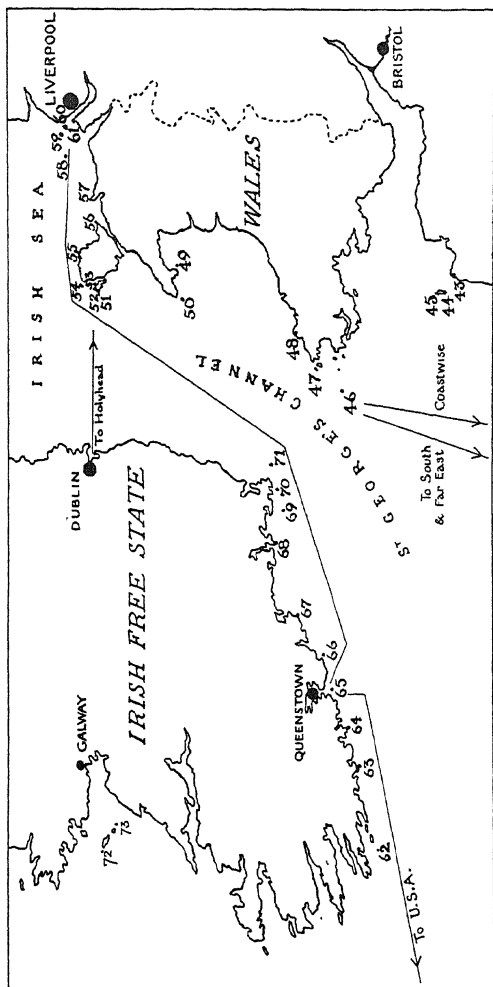 IRISH SEA
LIVERPOOL
60
59
61
58
57
56
55
54
53
52
51
49
50
WALES
48
47
46
BRISTOL
45
44
43
ST GEORGE'S CHANNEL
Coastwise
To South
& Far East
DUBLIN
To Holyhead
IRISH FREE STATE
GALWAY
72
73
71
70
69
68
67
66
QUEENSTOWN
65
64
63
62
To U.S.A.